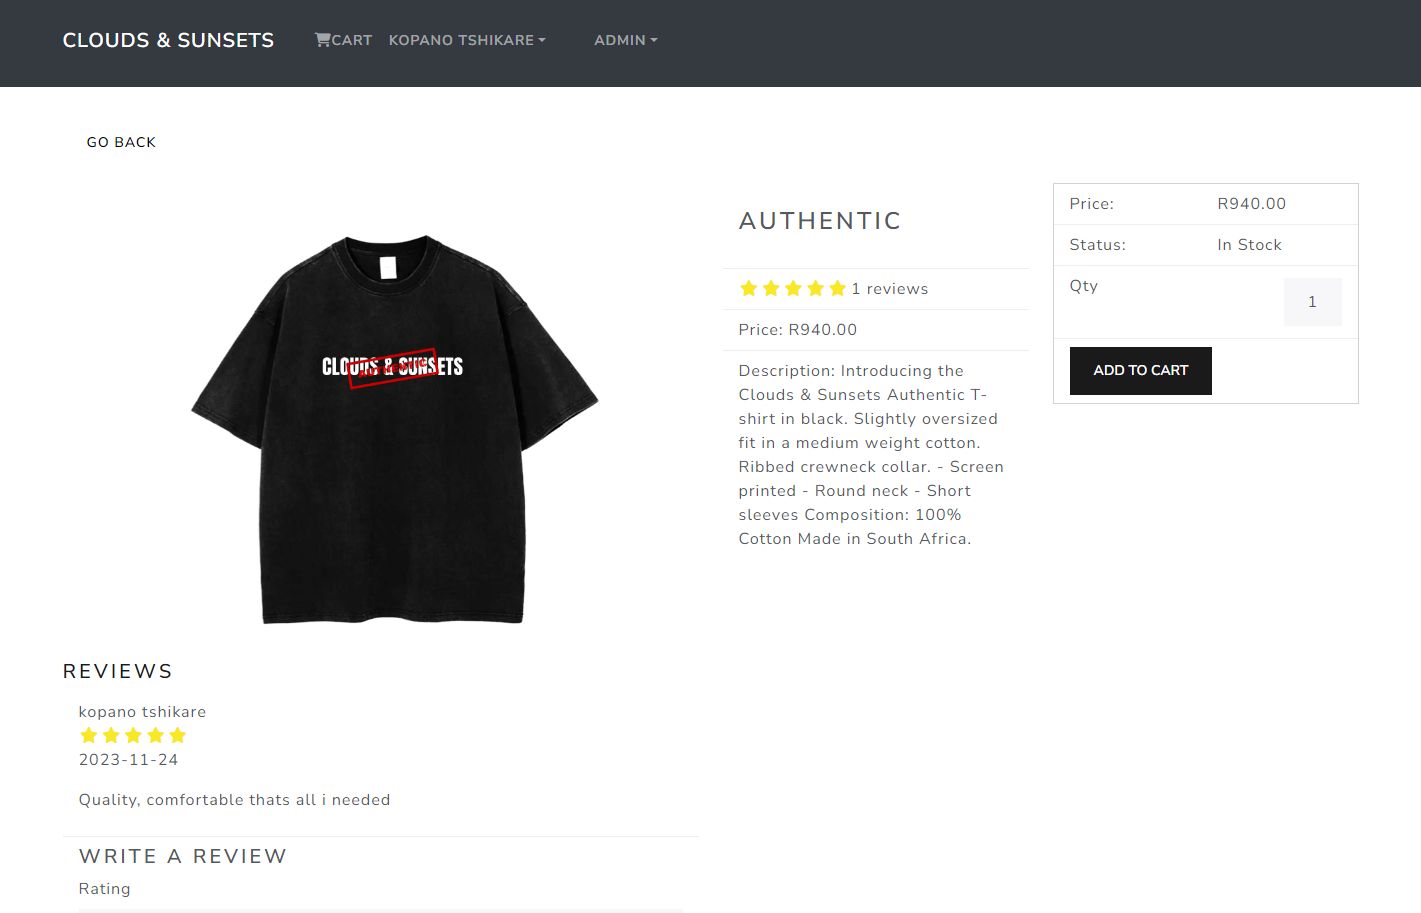 CLOUDS & SUNSETS
CART
KOPANO TSHIKARE
ADMIN
GO BACK
CLOUDS & SUNSETS
AUTHENTIC
AUTHENTIC
1 reviews
Price: R940.00
Description: Introducing the
Clouds & Sunsets Authentic T-
shirt in black. Slightly oversized
fit in a medium weight cotton.
Ribbed crewneck collar. - Screen
printed - Round neck - Short
sleeves Composition: 100%
Cotton Made in South Africa.
Price: R940.00
Status: In Stock
Qty 1
ADD TO CART
REVIEWS
kopano tshikare
2023-11-24
Quality, comfortable thats all i needed
WRITE A REVIEW
Rating